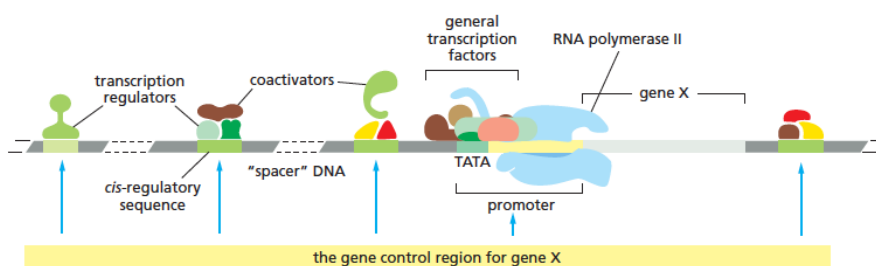 general
transcription
factors
RNA polymerase II
transcription
regulators
coactivators
gene X
TATA
"spacer" DNA
cis-regulatory
sequence
promoter
the gene control region for gene X